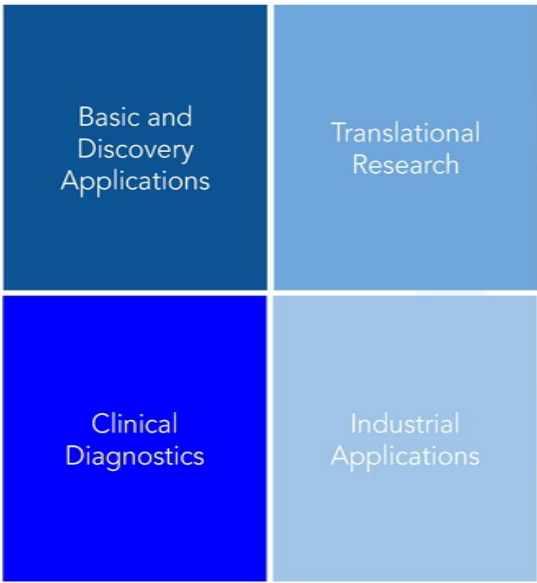 Basic and
Discovery
Applications
Translational
Research
Clinical
Diagnostics
Industrial
Applications